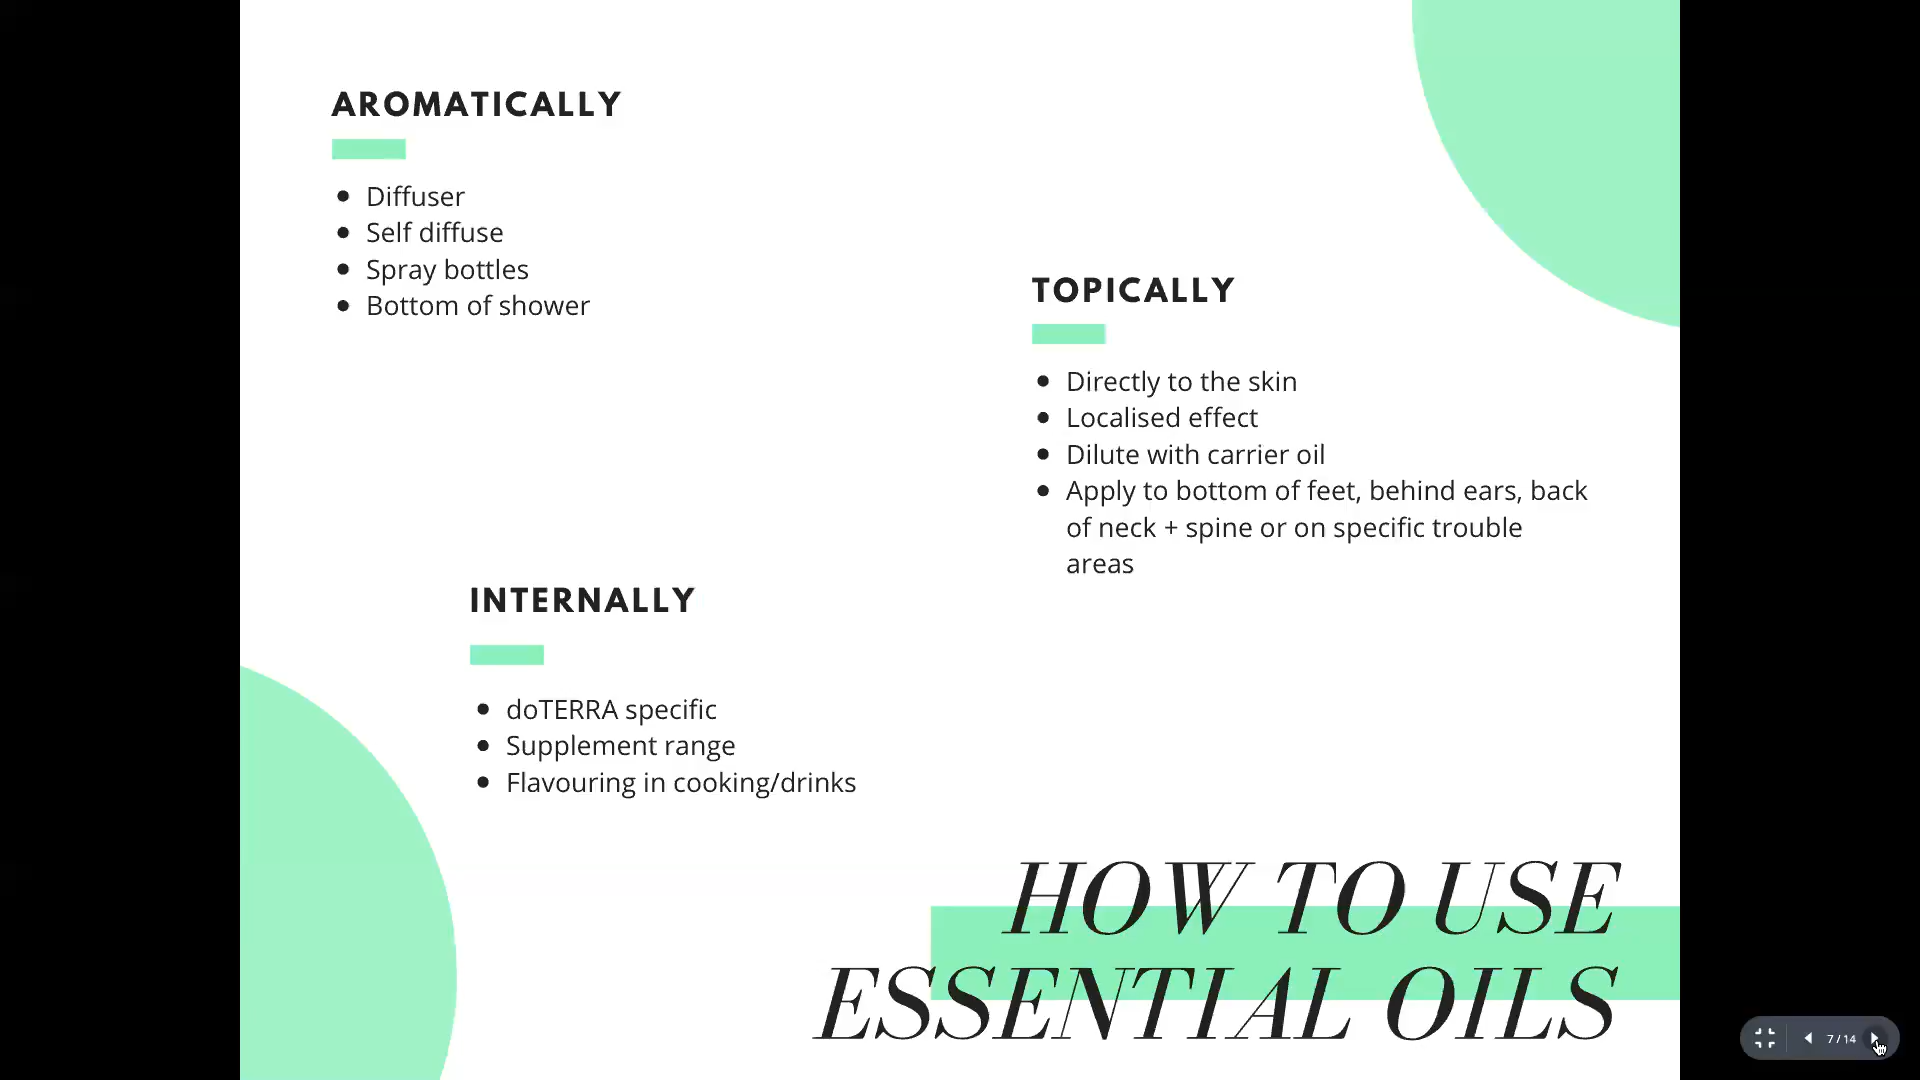 AROMATICALLY
Diffuser
Self diffuse
Spray bottles
Bottom of shower
TOPICALLY
Directly to the skin
Localised effect
Dilute with carrier oil
Apply to bottom of feet, behind ears, back
of neck + spine or on specific trouble
areas
INTERNALLY
doTERRA specific
Supplement range
Flavouring in cooking/drinks
HOW TO USE
ESSENTIAL OILS
7 / 14